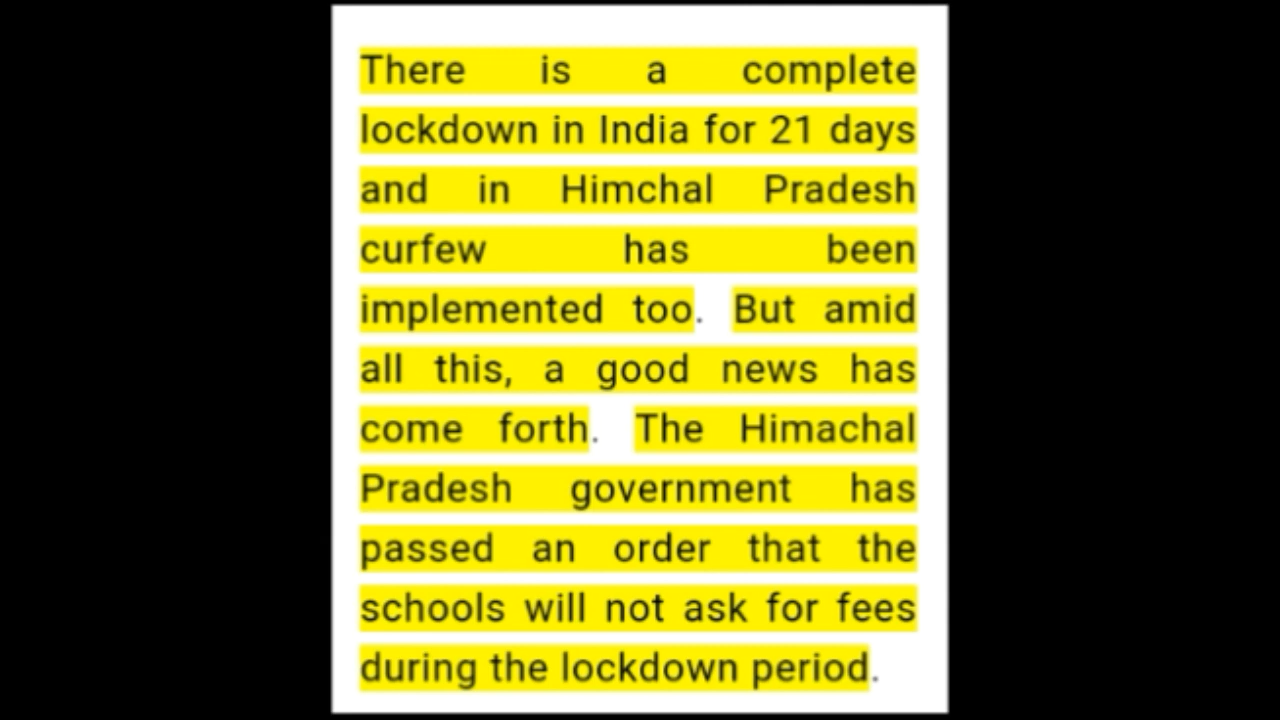 There is a complete
lockdown in India for 21 days
and in Himchal Pradesh
curfew has been
implemented too. But amid
all this, a good news has
come forth. The Himachal
Pradesh government has
passed an order that the
schools will not ask for fees
during the lockdown period.